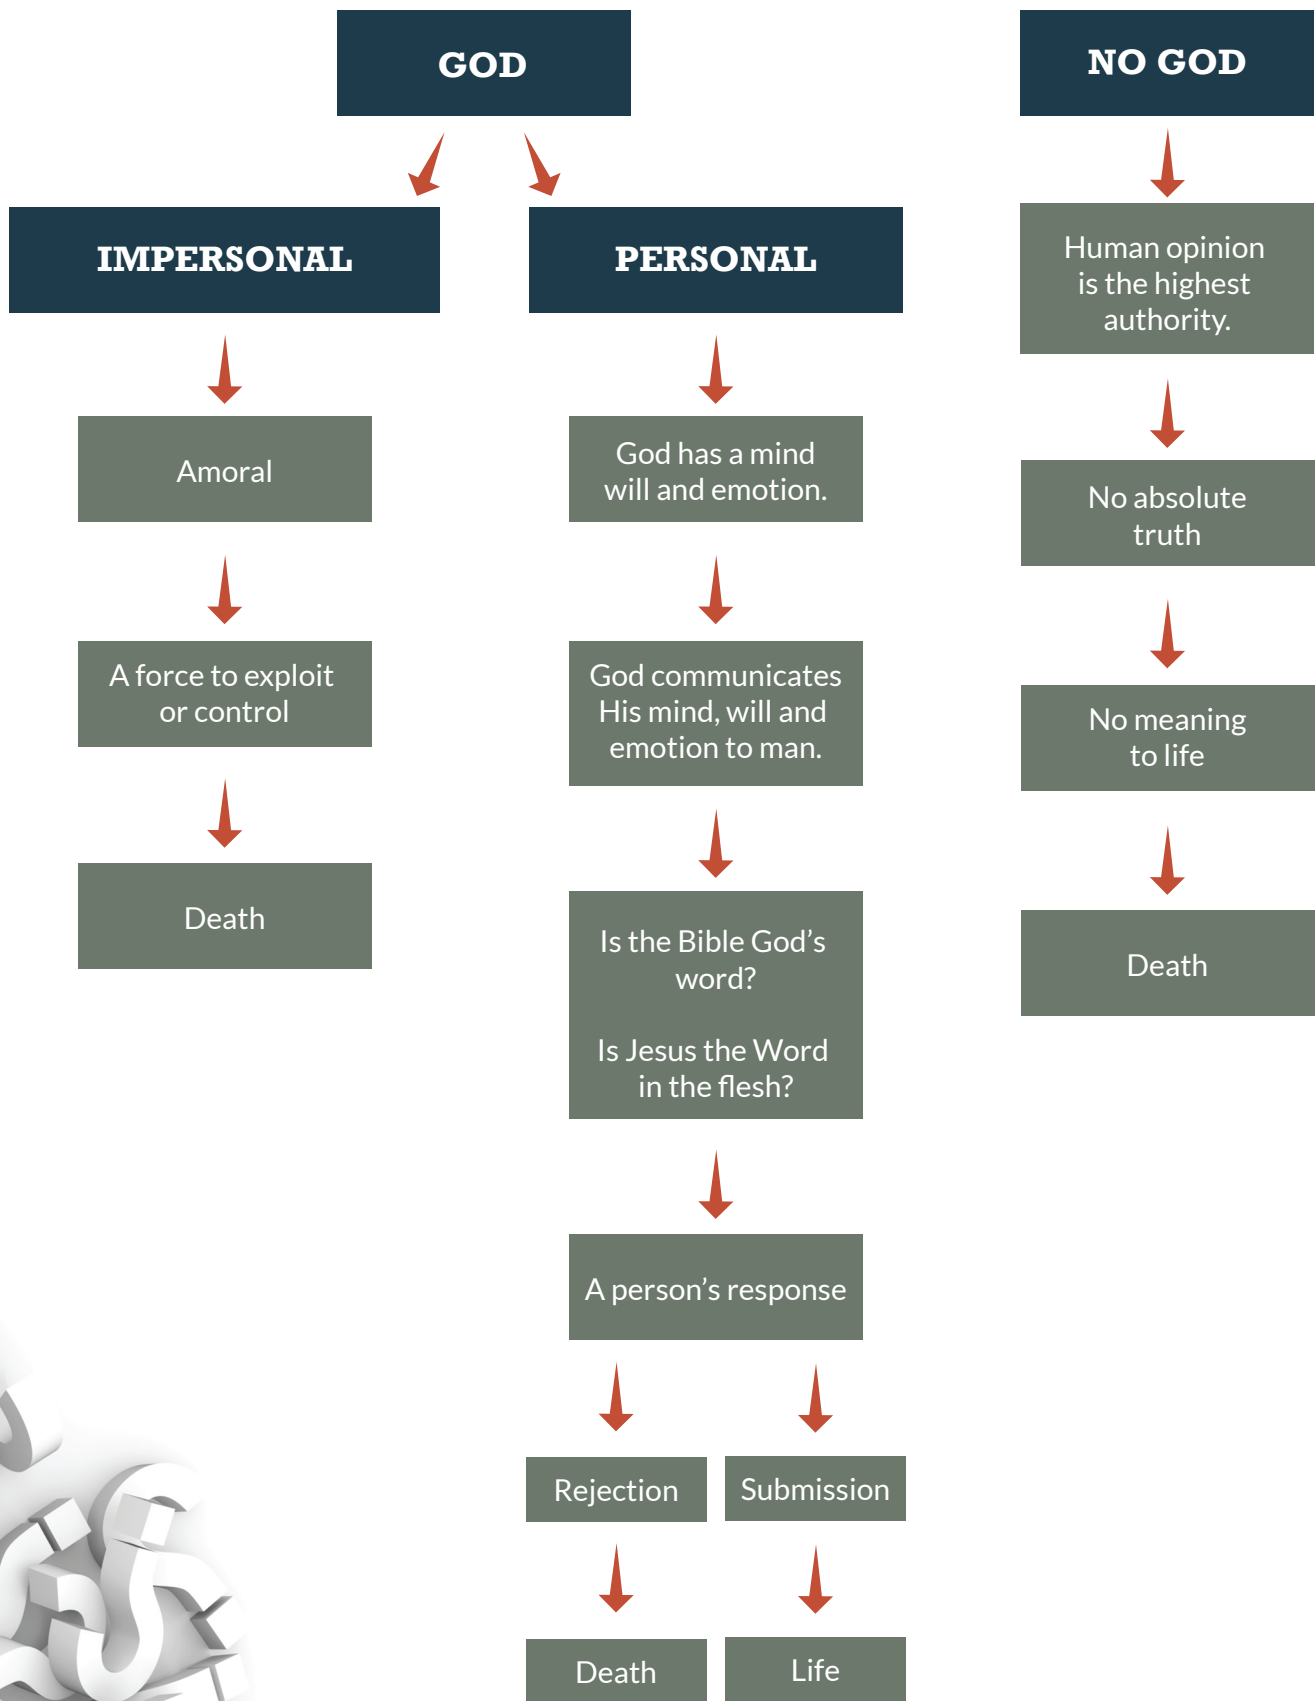 GOD
NO GOD
IMPERSONAL
PERSONAL
Human opinion
is the highest
authority.
Amoral
God has a mind
will and emotion.
No absolute
truth
A force to exploit
or control
God communicates
His mind, will and
emotion to man.
No meaning
to life
Death
Is the Bible God’s
word?
Is Jesus the Word
in the flesh?
Death
A person’s response
Rejection
Submission
Death
Life